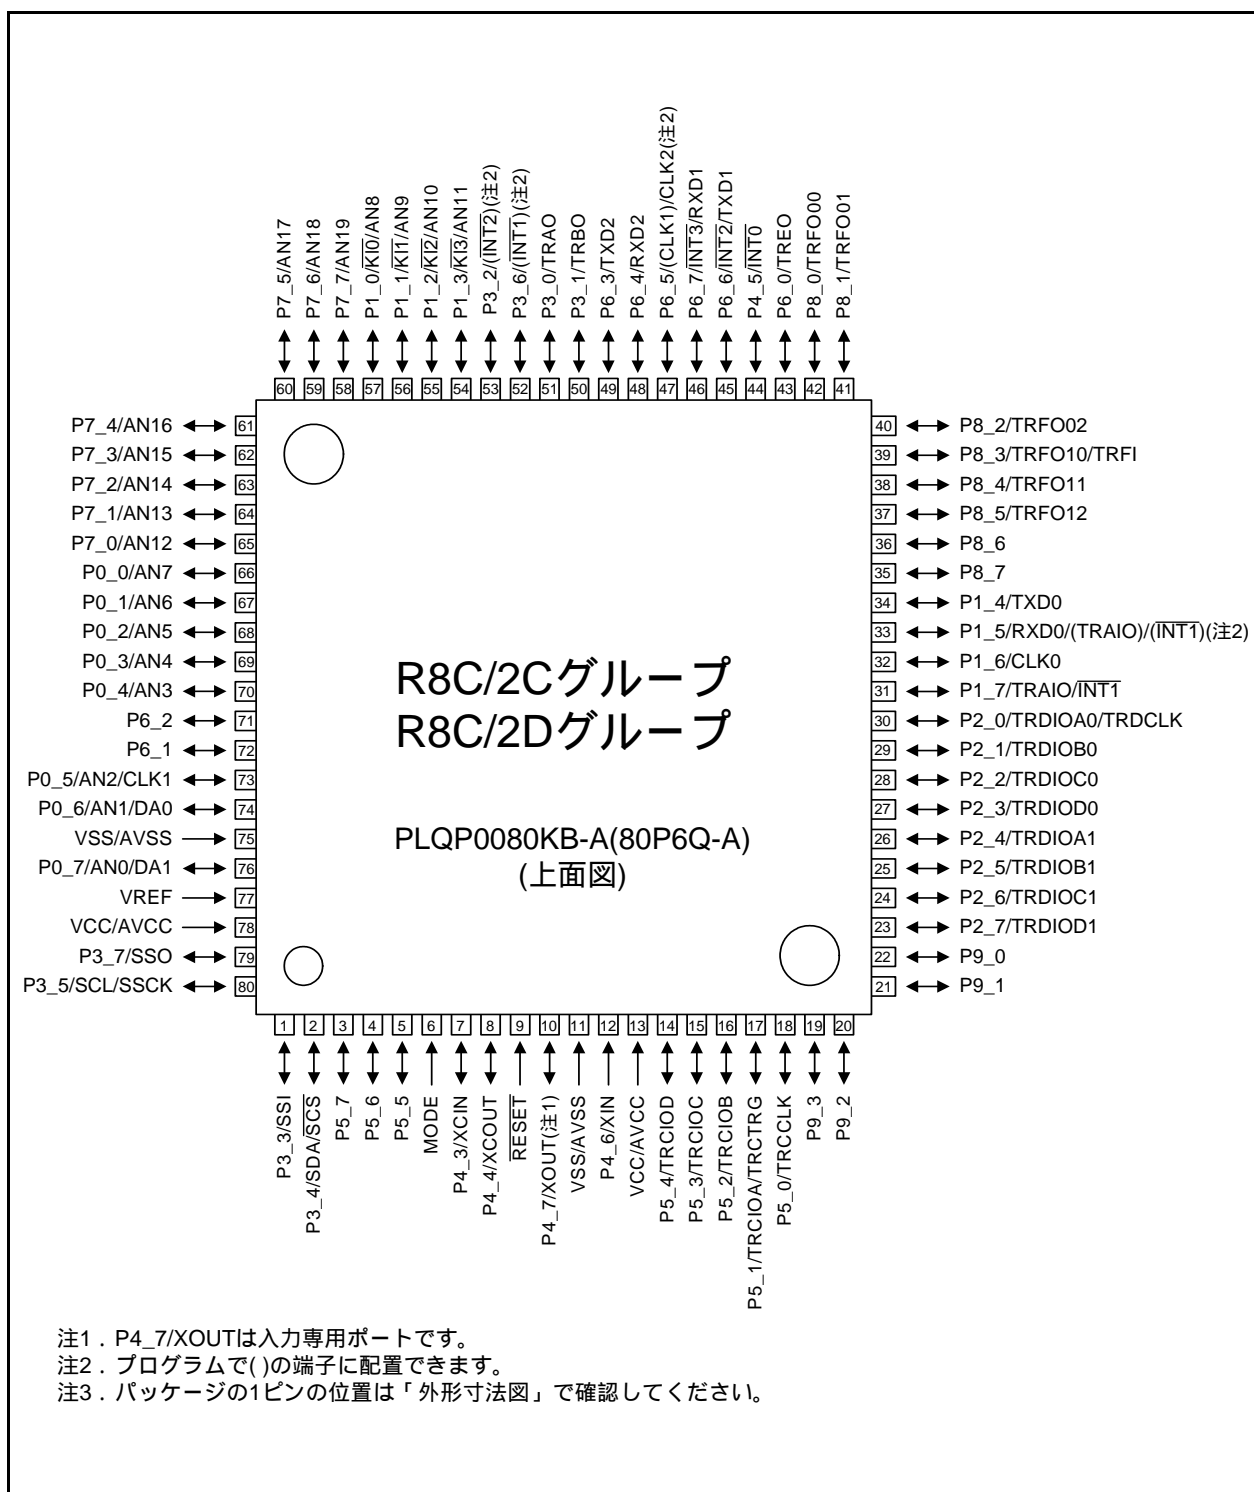 P7_5/AN17
P7_6/AN18
P7_7/AN19
P1_0/K̅I̅0̅/AN8
P1_1/K̅I̅1̅/AN9
P1_2/K̅I̅2̅/AN10
P1_3/K̅I̅3̅/AN11
P3_2/(I̅N̅T̅2̅)(注2)
P3_6/(I̅N̅T̅1̅)(注2)
P3_0/TRAO
P3_1/TRBO
P6_3/TXD2
P6_4/RXD2
P6_5/(CLK1)/CLK2(注2)
P6_7/I̅N̅T̅3̅/RXD1
P6_6/I̅N̅T̅2̅/TXD1
P4_5/I̅N̅T̅0̅
P6_0/TREO
P8_0/TRFO00
P8_1/TRFO01
60 59 58 57 56 55 54 53 52 51 50 49 48 47 46 45 44 43 42 41
P7_4/AN16 61
P7_3/AN15 62
P7_2/AN14 63
P7_1/AN13 64
P7_0/AN12 65
P0_0/AN7 66
P0_1/AN6 67
P0_2/AN5 68
P0_3/AN4 69
P0_4/AN3 70
P6_2 71
P6_1 72
P0_5/AN2/CLK1 73
P0_6/AN1/DA0 74
VSS/AVSS 75
P0_7/AN0/DA1 76
VREF 77
VCC/AVCC 78
P3_7/SSO 79
P3_5/SCL/SSCK 80
R8C/2Cグループ
R8C/2Dグループ
PLQP0080KB-A(80P6Q-A)
(上面図)
40 P8_2/TRFO02
39 P8_3/TRFO10/TRFI
38 P8_4/TRFO11
37 P8_5/TRFO12
36 P8_6
35 P8_7
34 P1_4/TXD0
33 P1_5/RXD0/(TRAIO)/(I̅N̅T̅1̅)(注2)
32 P1_6/CLK0
31 P1_7/TRAIO/I̅N̅T̅1̅
30 P2_0/TRDIOA0/TRDCLK
29 P2_1/TRDIOB0
28 P2_2/TRDIOC0
27 P2_3/TRDIOD0
26 P2_4/TRDIOA1
25 P2_5/TRDIOB1
24 P2_6/TRDIOC1
23 P2_7/TRDIOD1
22 P9_0
21 P9_1
1 2 3 4 5 6 7 8 9 10 11 12 13 14 15 16 17 18 19 20
P3_3/SSI
P3_4/SDA/S̅C̅S̅
P5_7
P5_6
P5_5
MODE
P4_3/XCIN
P4_4/XCOUT
R̅E̅S̅E̅T̅
P4_7/XOUT(注1)
VSS/AVSS
P4_6/XIN
VCC/AVCC
P5_4/TRCIOD
P5_3/TRCIOC
P5_2/TRCIOB
P5_1/TRCIOA/TRCTRG
P5_0/TRCCLK
P9_3
P9_2
注1．P4_7/XOUTは入力専用ポートです。
注2．プログラムで( )の端子に配置できます。
注3．パッケージの1ピンの位置は「外形寸法図」で確認してください。